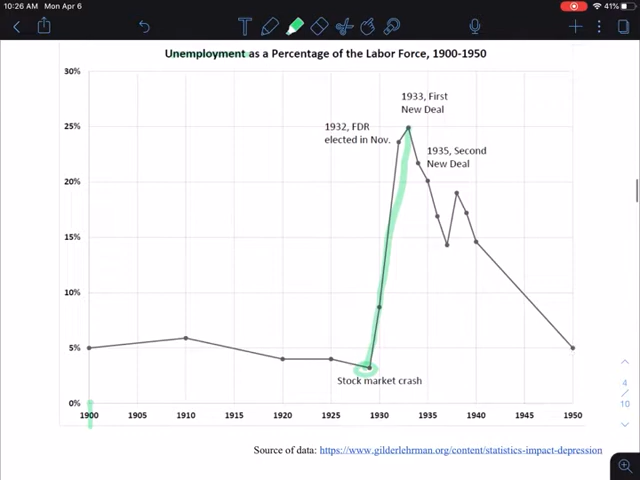 10:26 AM Mon Apr 6
41%
Unemployment as a Percentage of the Labor Force, 1900-1950
30%
25%
20%
15%
10%
5%
0%
1933, First
New Deal
1932, FDR
elected in Nov.
1935, Second
New Deal
Stock market crash
1900 1905 1910 1915 1920 1925 1930 1935 1940 1945 1950
4
/
10
Source of data: https://www.gilderlehrman.org/content/statistics-impact-depression